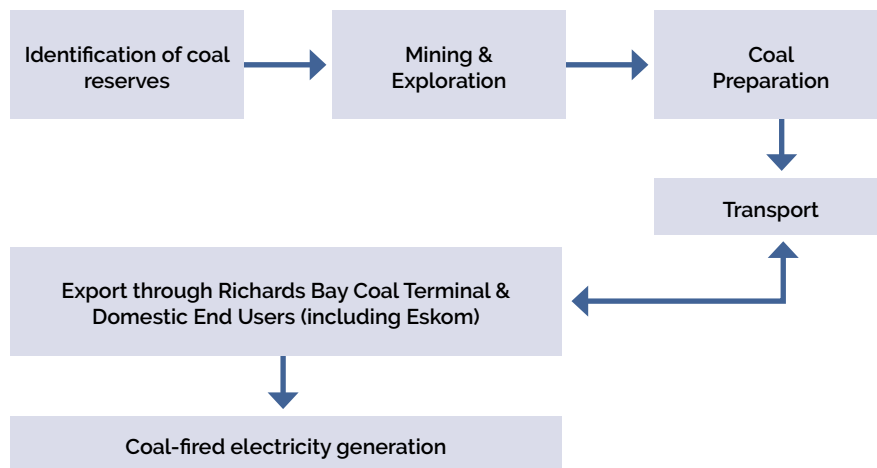 Identification of coal
reserves
Mining &
Exploration
Coal
Preparation
Transport
Export through Richards Bay Coal Terminal &
Domestic End Users (including Eskom)
Coal-fired electricity generation